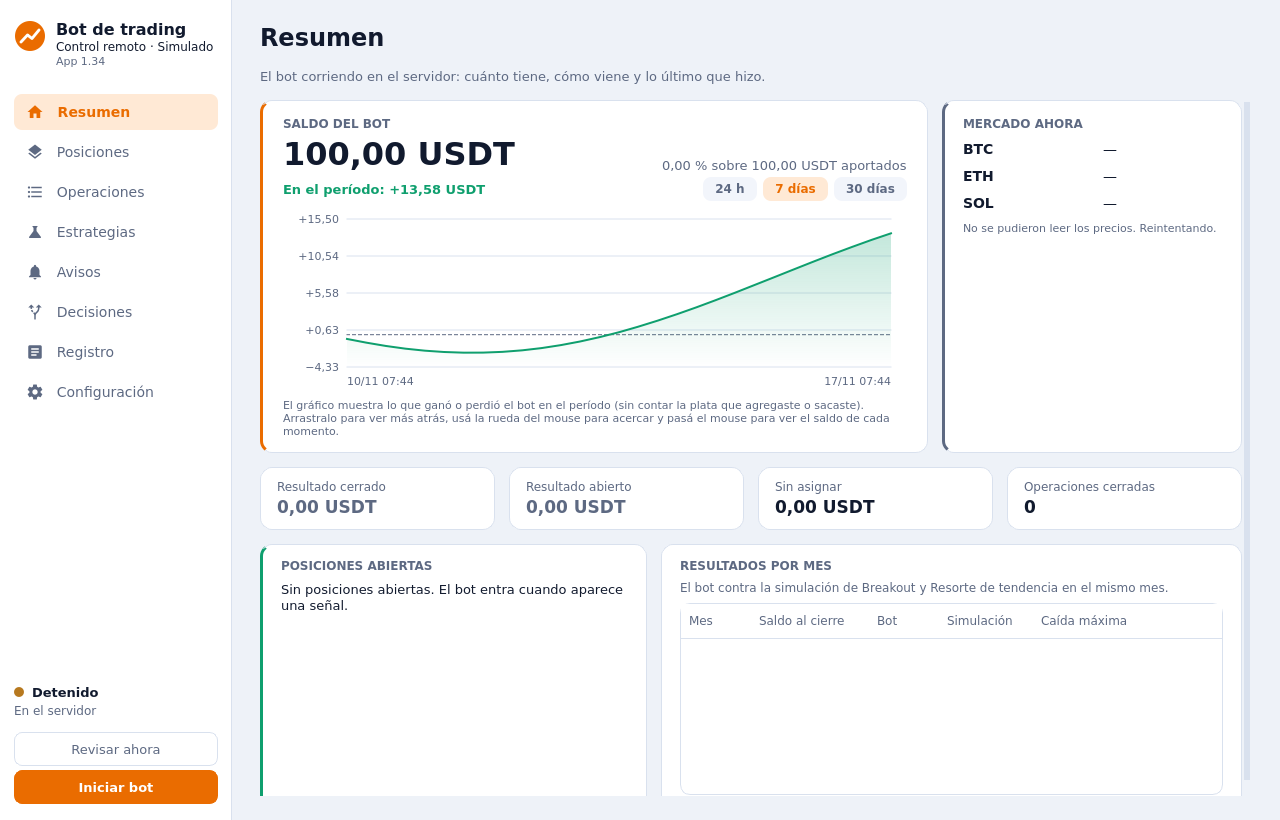 Bot de trading
Control remoto · Simulado
App 1.34
Resumen
Posiciones
Operaciones
Estrategias
Avisos
Decisiones
Registro
Configuración
Detenido
En el servidor
Revisar ahora
Iniciar bot
Resumen
El bot corriendo en el servidor: cuánto tiene, cómo viene y lo último que hizo.
SALDO DEL BOT
100,00 USDT
0,00 % sobre 100,00 USDT aportados
En el período: +13,58 USDT
24 h
7 días
30 días
+15,50
+10,54
+5,58
+0,63
−4,33
10/11 07:44
17/11 07:44
El gráfico muestra lo que ganó o perdió el bot en el período (sin contar la plata que agregaste o sacaste).
Arrastralo para ver más atrás, usá la rueda del mouse para acercar y pasá el mouse para ver el saldo de cada
momento.
MERCADO AHORA
BTC —
ETH —
SOL —
No se pudieron leer los precios. Reintentando.
Resultado cerrado
0,00 USDT
Resultado abierto
0,00 USDT
Sin asignar
0,00 USDT
Operaciones cerradas
0
POSICIONES ABIERTAS
Sin posiciones abiertas. El bot entra cuando aparece
una señal.
RESULTADOS POR MES
El bot contra la simulación de Breakout y Resorte de tendencia en el mismo mes.
Mes Saldo al cierre Bot Simulación Caída máxima